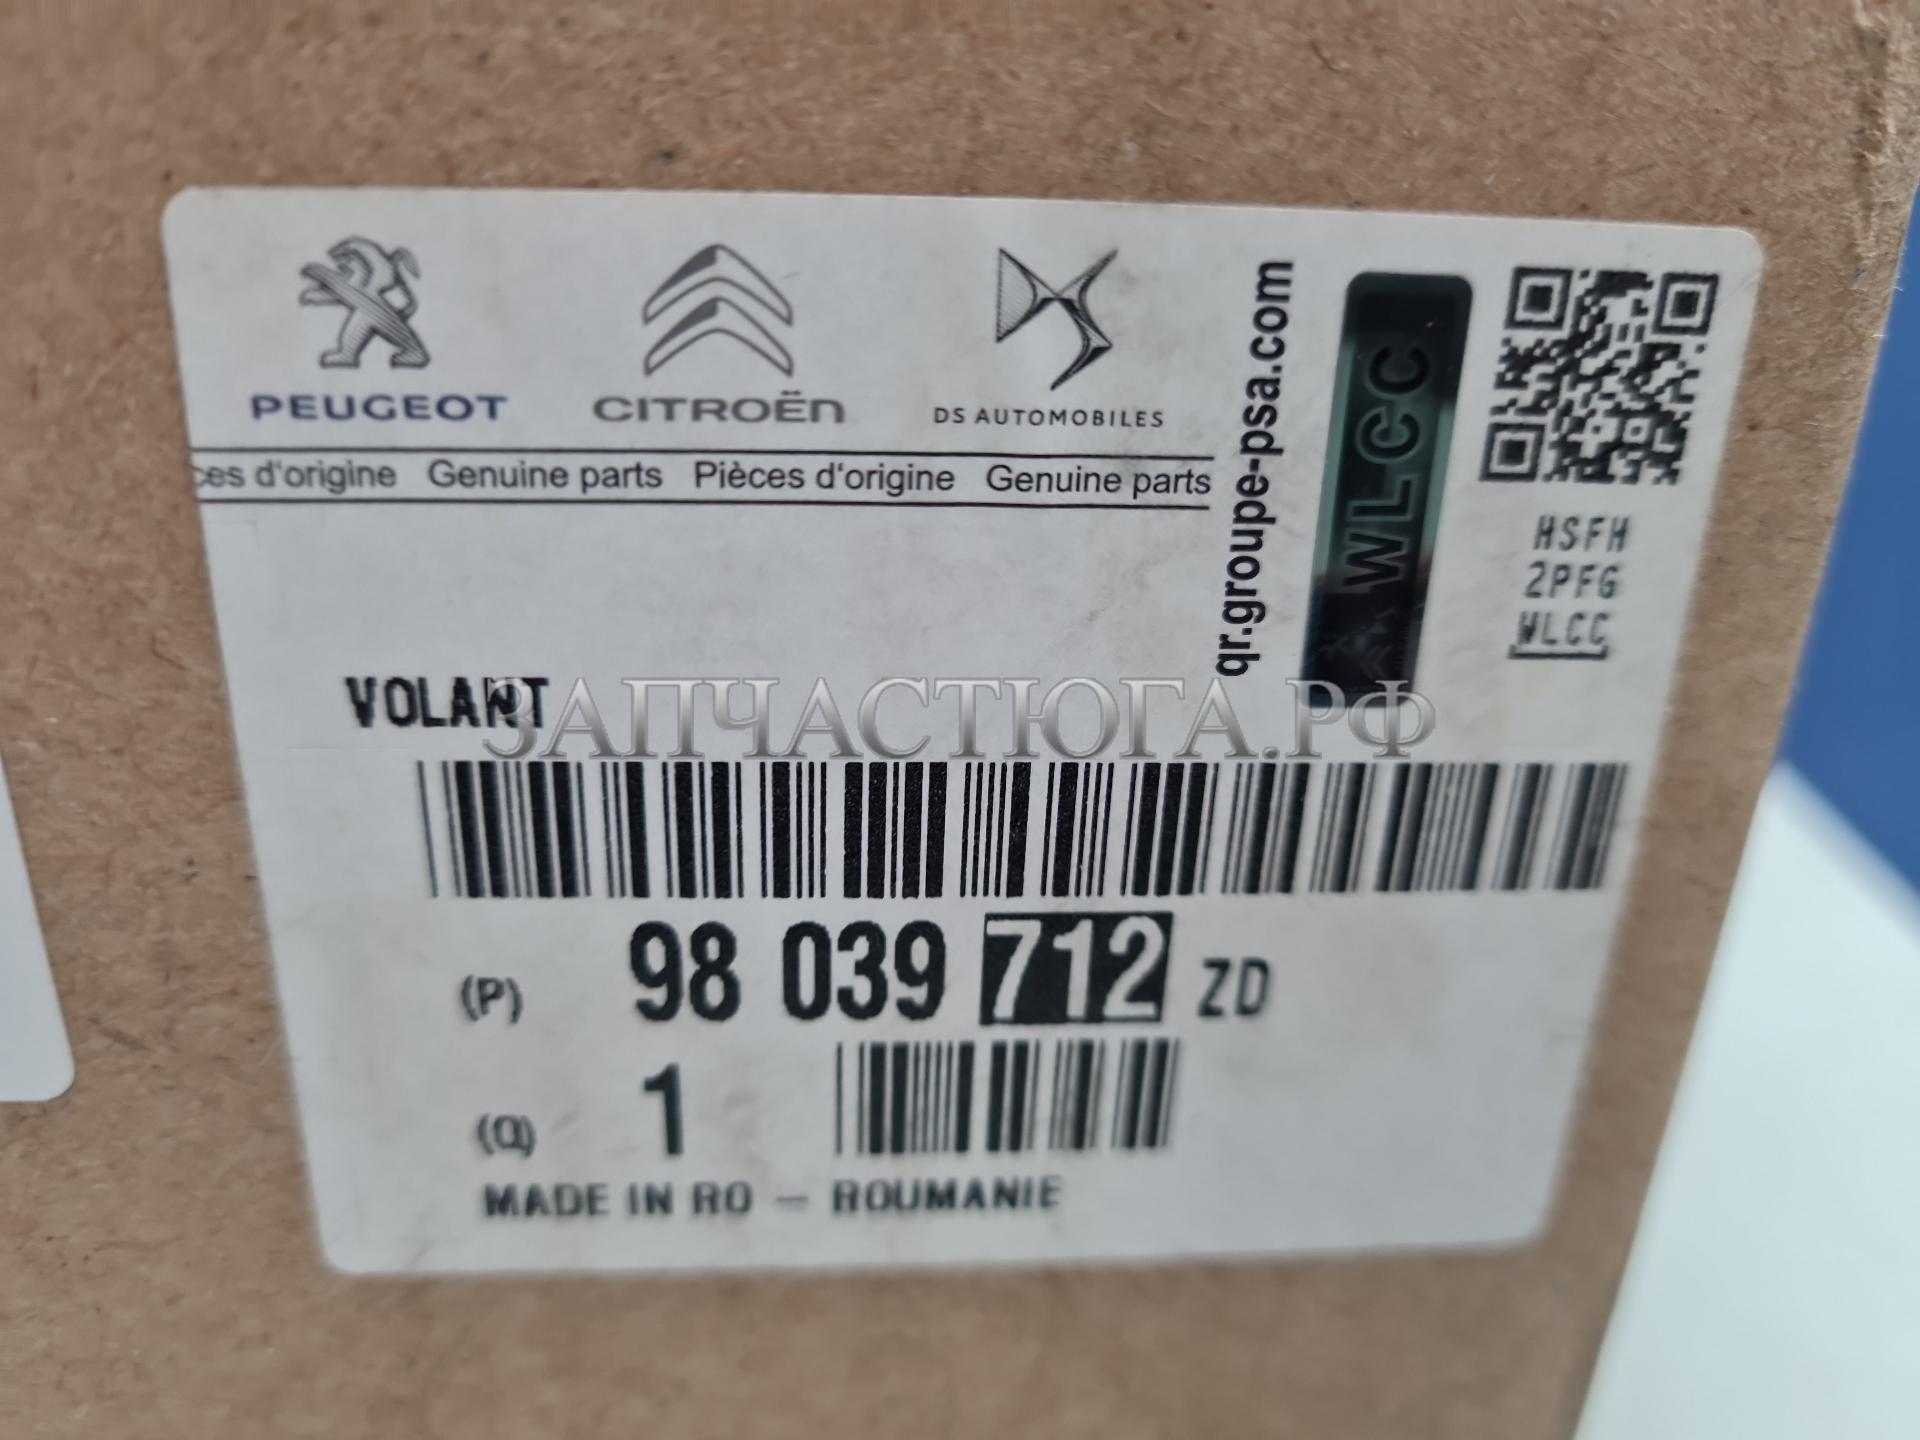 PEUGEOT
CITROËN
DS AUTOMOBILES
ces d'origine Genuine parts Pièces d'origine Genuine parts
qr.groupe-psa.com
WLCC
HSFH
2PFG
WLCC
VOLANT
ЗАПЧАСТЮГА.РФ
(P) 98 039 712 ZD
(Q) 1
MADE IN RO - ROUMANIE